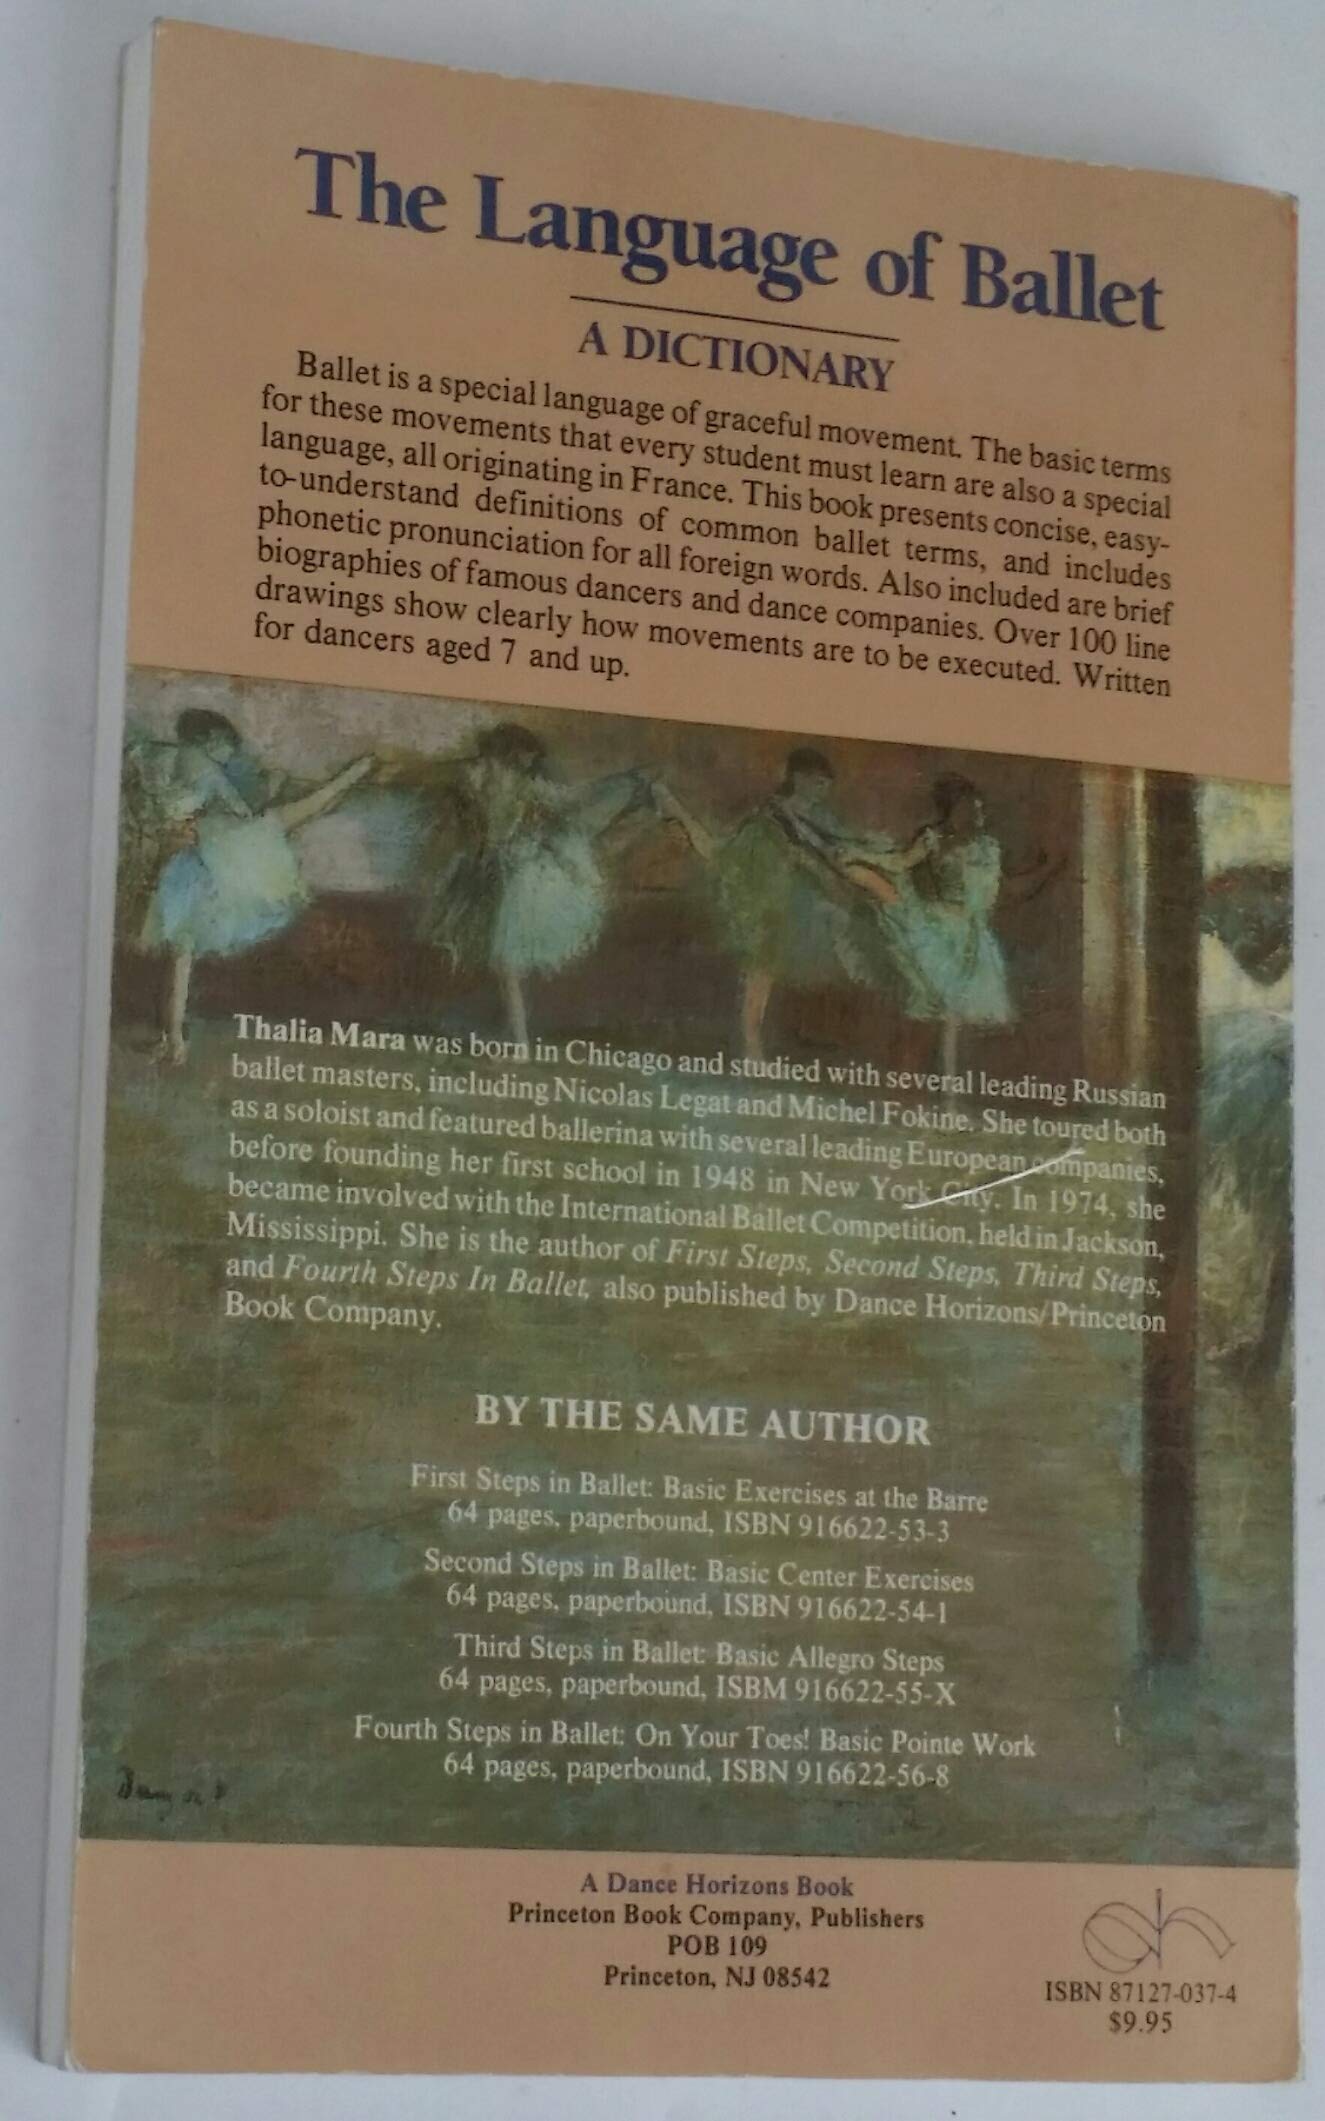 The Language of Ballet
A DICTIONARY
Ballet is a special language of graceful movement. The basic terms
for these movements that every student must learn are also a special
language, all originating in France. This book presents concise, easy-
to-understand definitions of common ballet terms, and includes
phonetic pronunciation for all foreign words. Also included are brief
biographies of famous dancers and dance companies. Over 100 line
drawings show clearly how movements are to be executed. Written
for dancers aged 7 and up.
Thalia Mara was born in Chicago and studied with several leading Russian
ballet masters, including Nicolas Legat and Michel Fokine. She toured both
as a soloist and featured ballerina with several leading European companies,
before founding her first school in 1948 in New York City. In 1974, she
became involved with the International Ballet Competition, held in Jackson,
Mississippi. She is the author of First Steps, Second Steps, Third Steps,
and Fourth Steps In Ballet, also published by Dance Horizons/Princeton
Book Company.
BY THE SAME AUTHOR
First Steps in Ballet: Basic Exercises at the Barre
64 pages, paperbound, ISBN 916622-53-3
Second Steps in Ballet: Basic Center Exercises
64 pages, paperbound, ISBN 916622-54-1
Third Steps in Ballet: Basic Allegro Steps
64 pages, paperbound, ISBM 916622-55-X
Fourth Steps in Ballet: On Your Toes! Basic Pointe Work
64 pages, paperbound, ISBN 916622-56-8
A Dance Horizons Book
Princeton Book Company, Publishers
POB 109
Princeton, NJ 08542
dh
ISBN 87127-037-4
$9.95